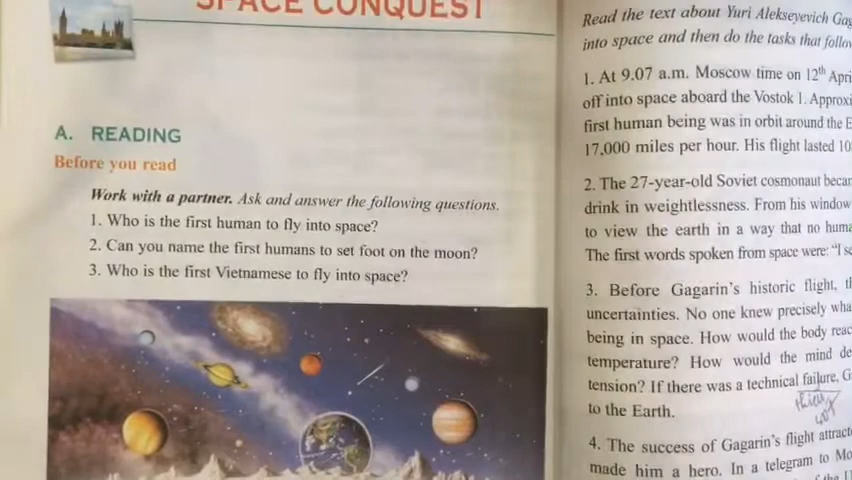 SPACE CONQUEST
A. READING
Before you read
Work with a partner. Ask and answer the following questions.
1. Who is the first human to fly into space?
2. Can you name the first humans to set foot on the moon?
3. Who is the first Vietnamese to fly into space?
Read the text about Yuri Alekseyevich Gag
into space and then do the tasks that follow
1. At 9.07 a.m. Moscow time on 12th Apri
off into space aboard the Vostok 1. Approxi
first human being was in orbit around the E
17,000 miles per hour. His flight lasted 10
2. The 27-year-old Soviet cosmonaut becam
drink in weightlessness. From his window
to view the earth in a way that no huma
The first words spoken from space were: "I se
3. Before Gagarin's historic flight, t
uncertainties. No one knew precisely wha
being in space. How would the body reac
temperature? How would the mind de
tension? If there was a technical failure, G
to the Earth.
4. The success of Gagarin's flight attract
made him a hero. In a telegram to Mo